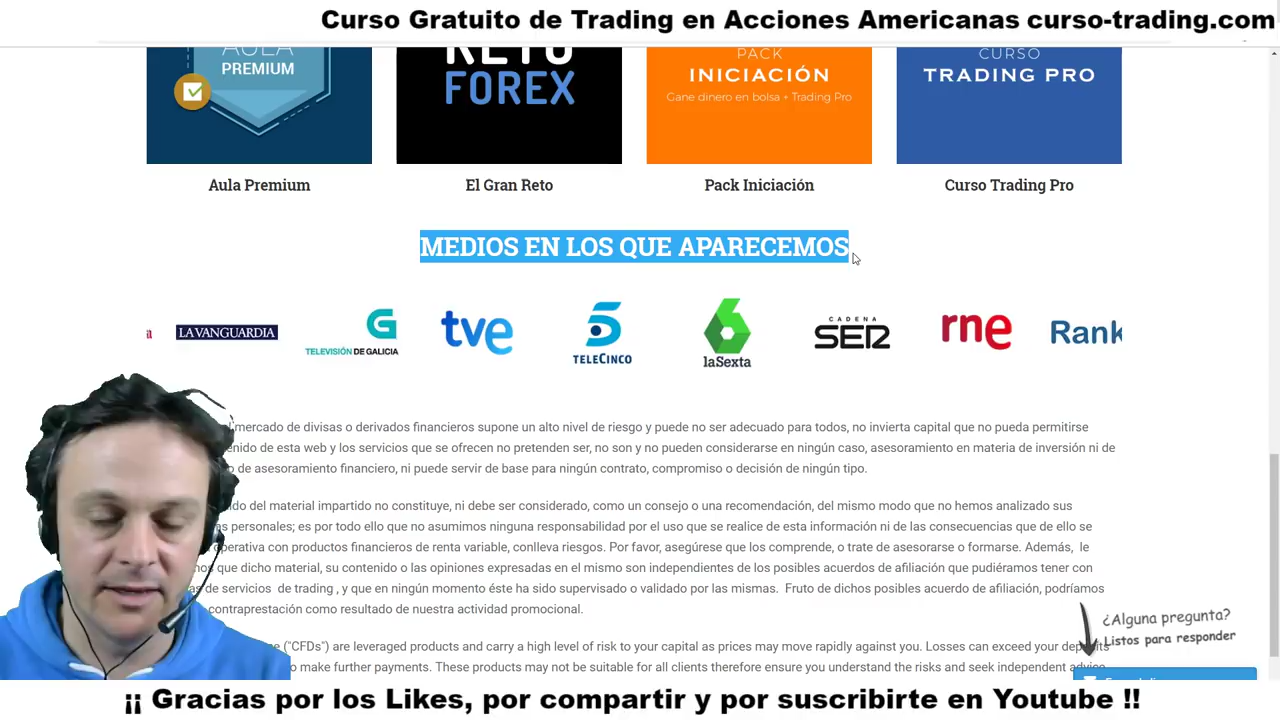 Curso Gratuito de Trading en Acciones Americanas curso-trading.com
AULA
PREMIUM
RETO
FOREX
PACK
INICIACIÓN
Gane dinero en bolsa + Trading Pro
CURSO
TRADING PRO
Aula Premium
El Gran Reto
Pack Iniciación
Curso Trading Pro
MEDIOS EN LOS QUE APARECEMOS
LA VANGUARDIA
TELEVISIÓN DE GALICIA
tve
TELECINCO
laSexta
CADENA
SER
rne
Rank
mercado de divisas o derivados financieros supone un alto nivel de riesgo y puede no ser adecuado para todos, no invierta capital que no pueda permitirse
nido de esta web y los servicios que se ofrecen no pretenden ser, no son y no pueden considerarse en ningún caso, asesoramiento en materia de inversión ni de
o de asesoramiento financiero, ni puede servir de base para ningún contrato, compromiso o decisión de ningún tipo.
ido del material impartido no constituye, ni debe ser considerado, como un consejo o una recomendación, del mismo modo que no hemos analizado sus
s personales; es por todo ello que no asumimos ninguna responsabilidad por el uso que se realice de esta información ni de las consecuencias que de ello se
operativa con productos financieros de renta variable, conlleva riesgos. Por favor, asegúrese que los comprende, o trate de asesorarse o formarse. Además, le
os que dicho material, su contenido o las opiniones expresadas en el mismo son independientes de los posibles acuerdos de afiliación que pudiéramos tener con
s de servicios de trading , y que en ningún momento éste ha sido supervisado o validado por las mismas. Fruto de dichos posibles acuerdo de afiliación, podríamos
contraprestación como resultado de nuestra actividad promocional.
e ("CFDs") are leveraged products and carry a high level of risk to your capital as prices may move rapidly against you. Losses can exceed your deposits
o make further payments. These products may not be suitable for all clients therefore ensure you understand the risks and seek independent advice
¿Alguna pregunta?
Listos para responder
¡¡ Gracias por los Likes, por compartir y por suscribirte en Youtube !!